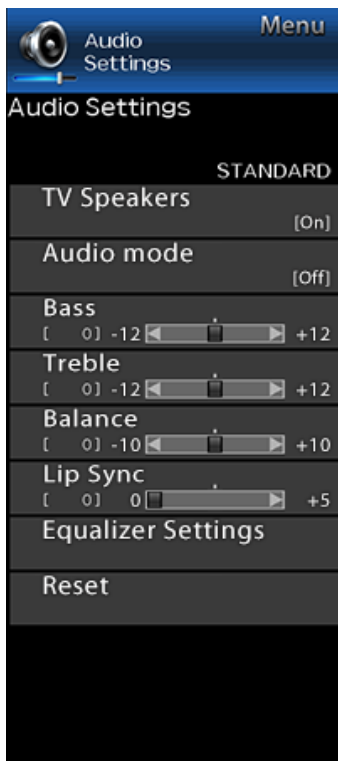 Menu
Audio
Settings
Audio Settings
STANDARD
TV Speakers
[On]
Audio mode
[Off]
Bass
[ 0] -12 +12
Treble
[ 0] -12 +12
Balance
[ 0] -10 +10
Lip Sync
[ 0] 0 +5
Equalizer Settings
Reset